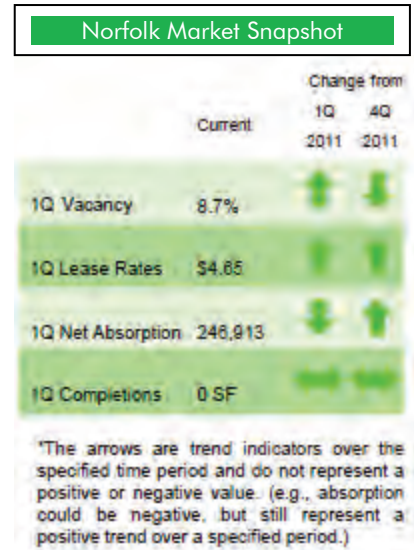 Norfolk Market Snapshot
Change from
Current 1Q 4Q
2011 2011
1Q Vacancy 8.7%
1Q Lease Rates $4.65
1Q Net Absorption 246,913
1Q Completions 0 SF
*The arrows are trend indicators over the
specified time period and do not represent a
positive or negative value. (e.g., absorption
could be negative, but still represent a
positive trend over a specified period.)